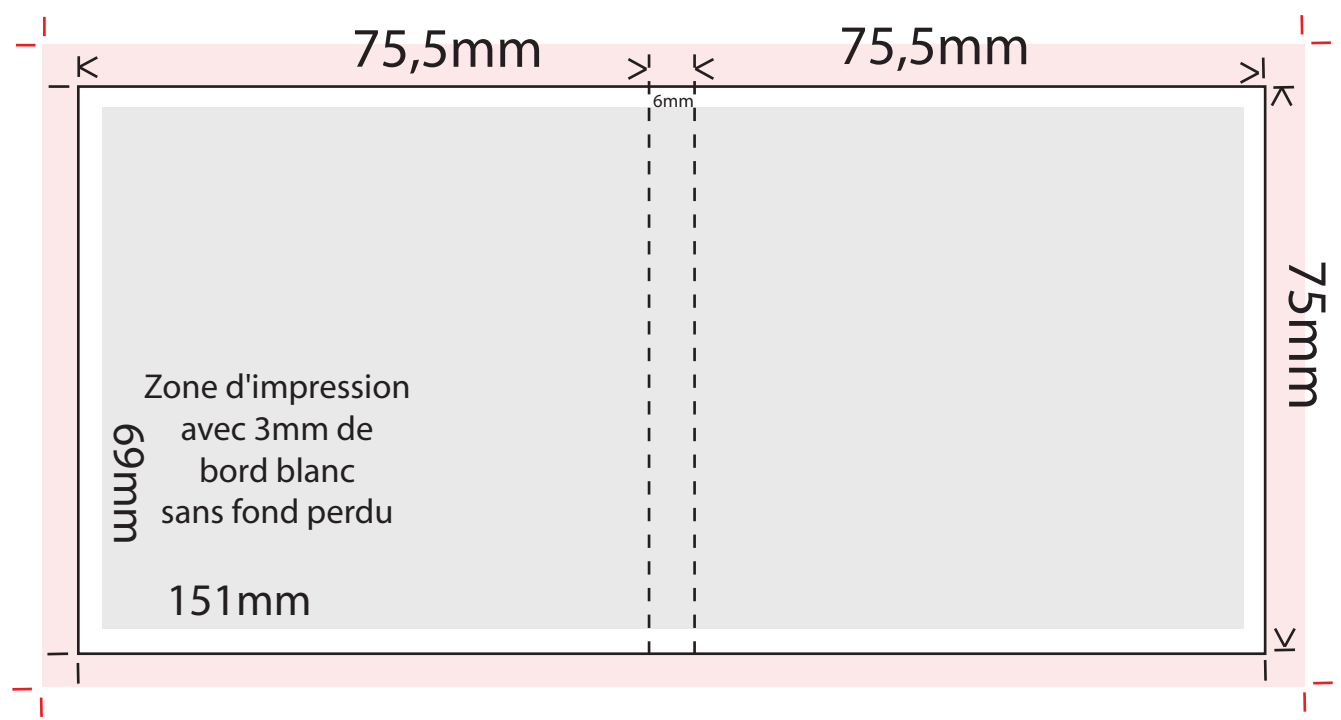 75,5mm
75,5mm
6mm
75mm
Zone d'impression
avec 3mm de
bord blanc
sans fond perdu
69mm
151mm